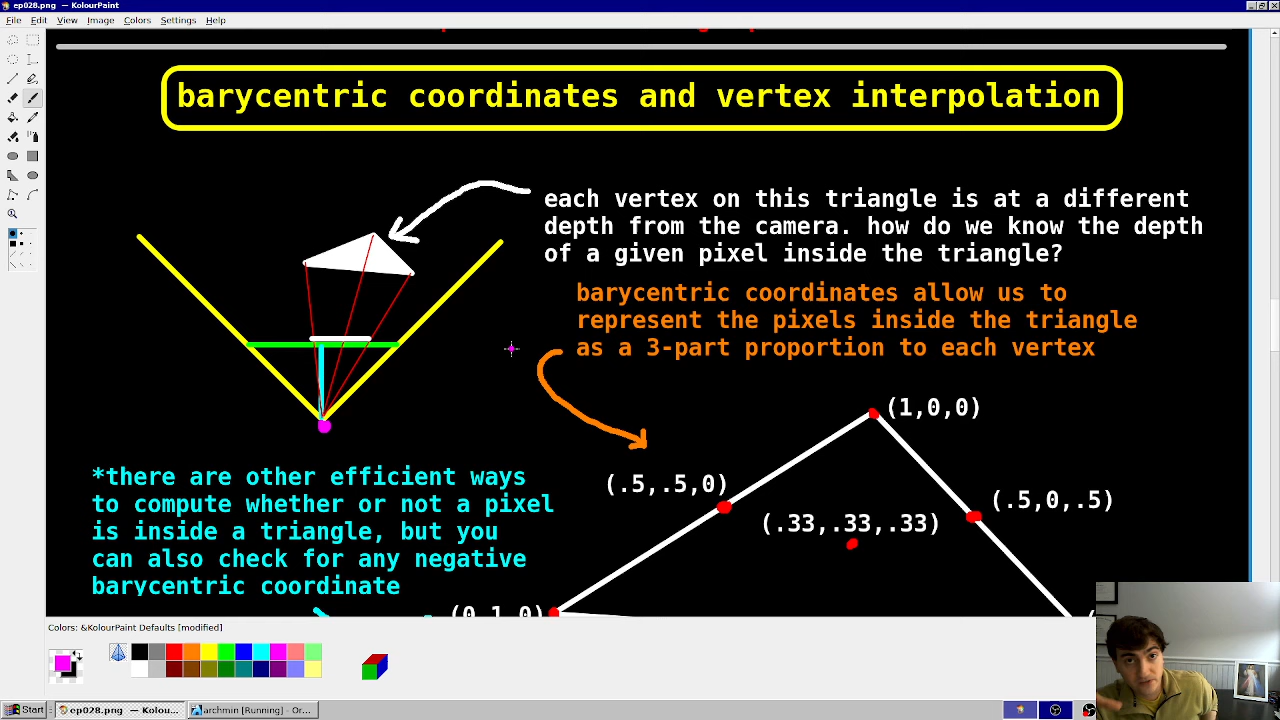 ep028.png — KolourPaint
File Edit View Image Colors Settings Help
barycentric coordinates and vertex interpolation
each vertex on this triangle is at a different
depth from the camera. how do we know the depth
of a given pixel inside the triangle?
barycentric coordinates allow us to
represent the pixels inside the triangle
as a 3-part proportion to each vertex
(1,0,0)
(.5,.5,0)
(.5,0,.5)
(.33,.33,.33)
*there are other efficient ways
to compute whether or not a pixel
is inside a triangle, but you
can also check for any negative
barycentric coordinate
(0,1,0)
Colors: &KolourPaint Defaults [modified]
Start
ep028.png — Kolou...
archmin [Running] - Or...